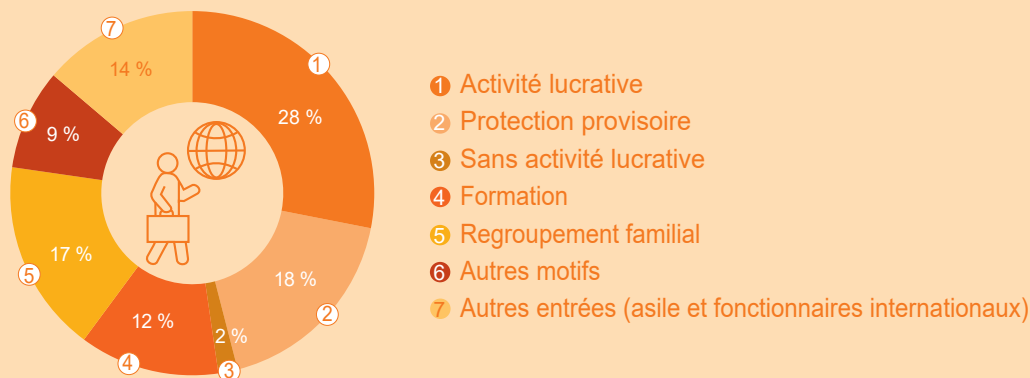 7
14 %
1
28 %
6
9 %
17 %
5
18 %
2
12 %
2 %
4
3
1 Activité lucrative
2 Protection provisoire
3 Sans activité lucrative
4 Formation
5 Regroupement familial
6 Autres motifs
7 Autres entrées (asile et fonctionnaires internationaux)